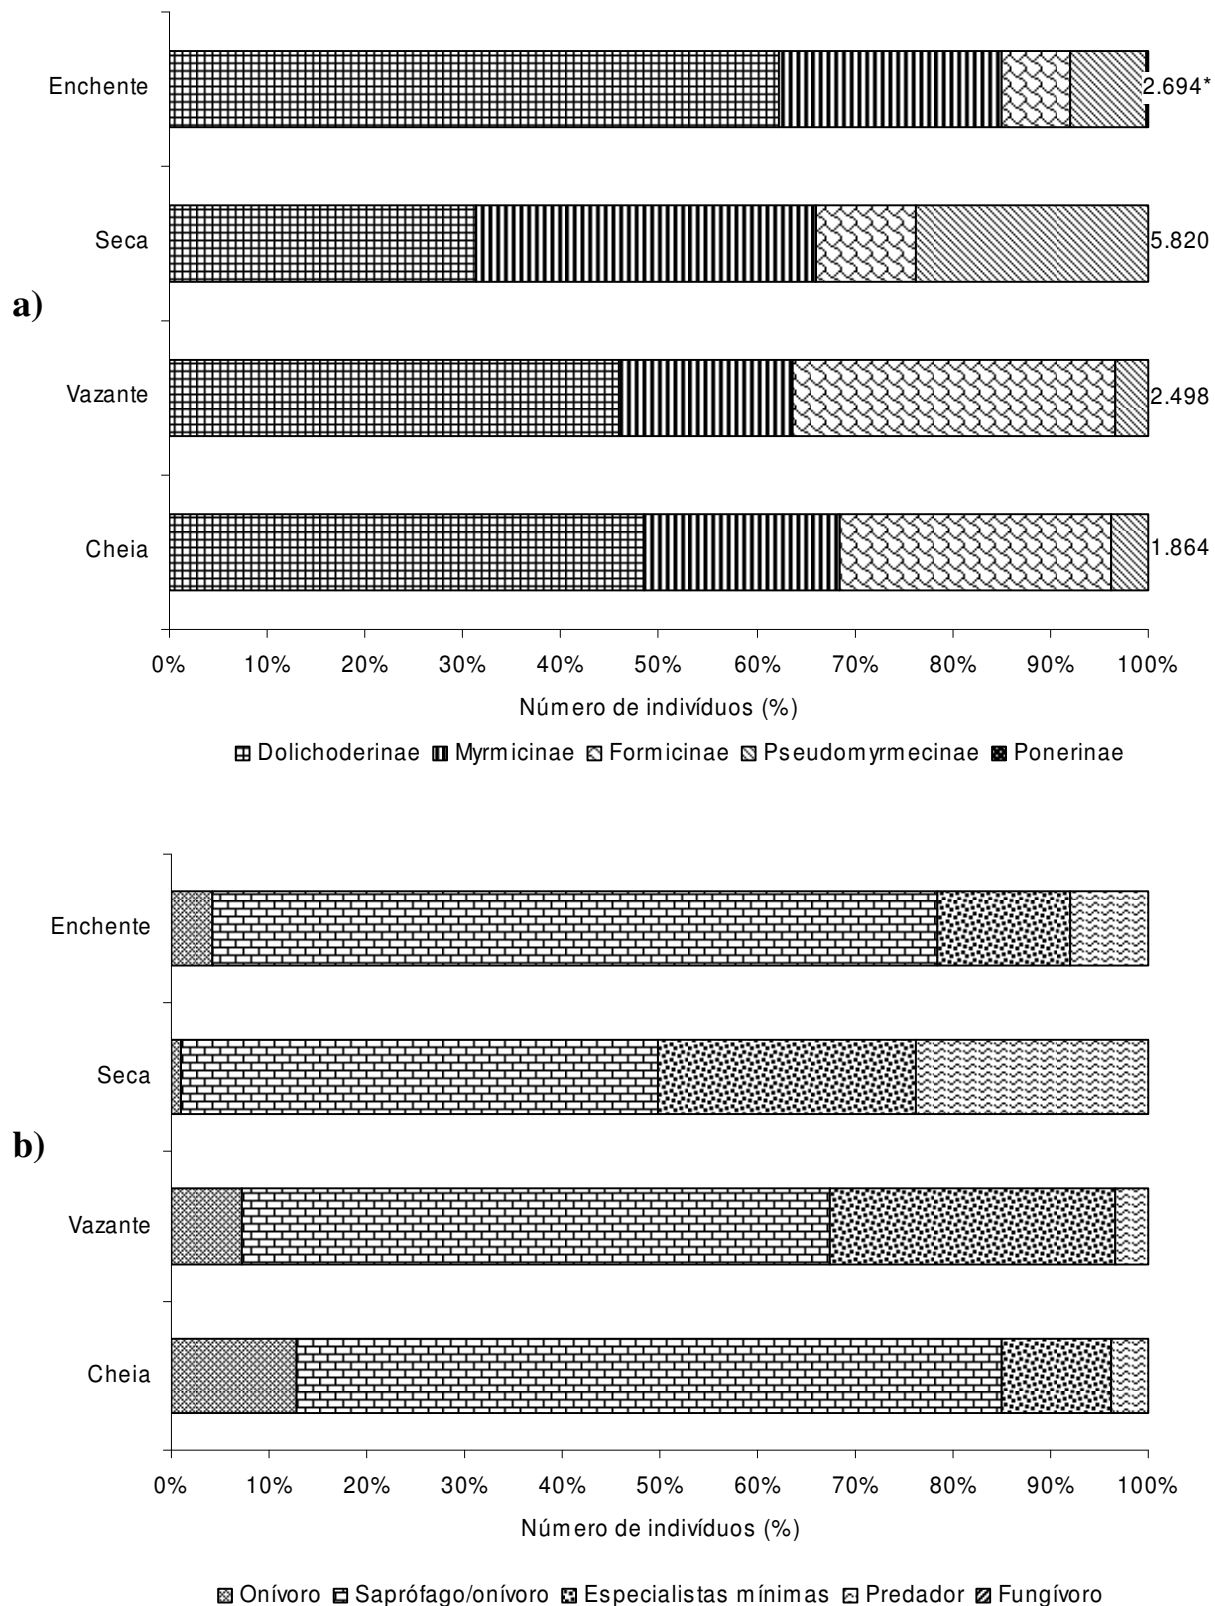 Enchente
2.694*
Seca
5.820
a)
Vazante
2.498
Cheia
1.864
0% 10% 20% 30% 40% 50% 60% 70% 80% 90% 100%
Número de indivíduos (%)
Dolichoderinae Myrmicinae Formicinae Pseudomyrmecinae Ponerinae
Enchente
Seca
b)
Vazante
Cheia
0% 10% 20% 30% 40% 50% 60% 70% 80% 90% 100%
Número de indivíduos (%)
Onívoro Saprófago/onívoro Especialistas mínimas Predador Fungívoro